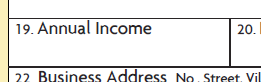 19. Annual Income
20.
22 Business Address No. Street, Vil